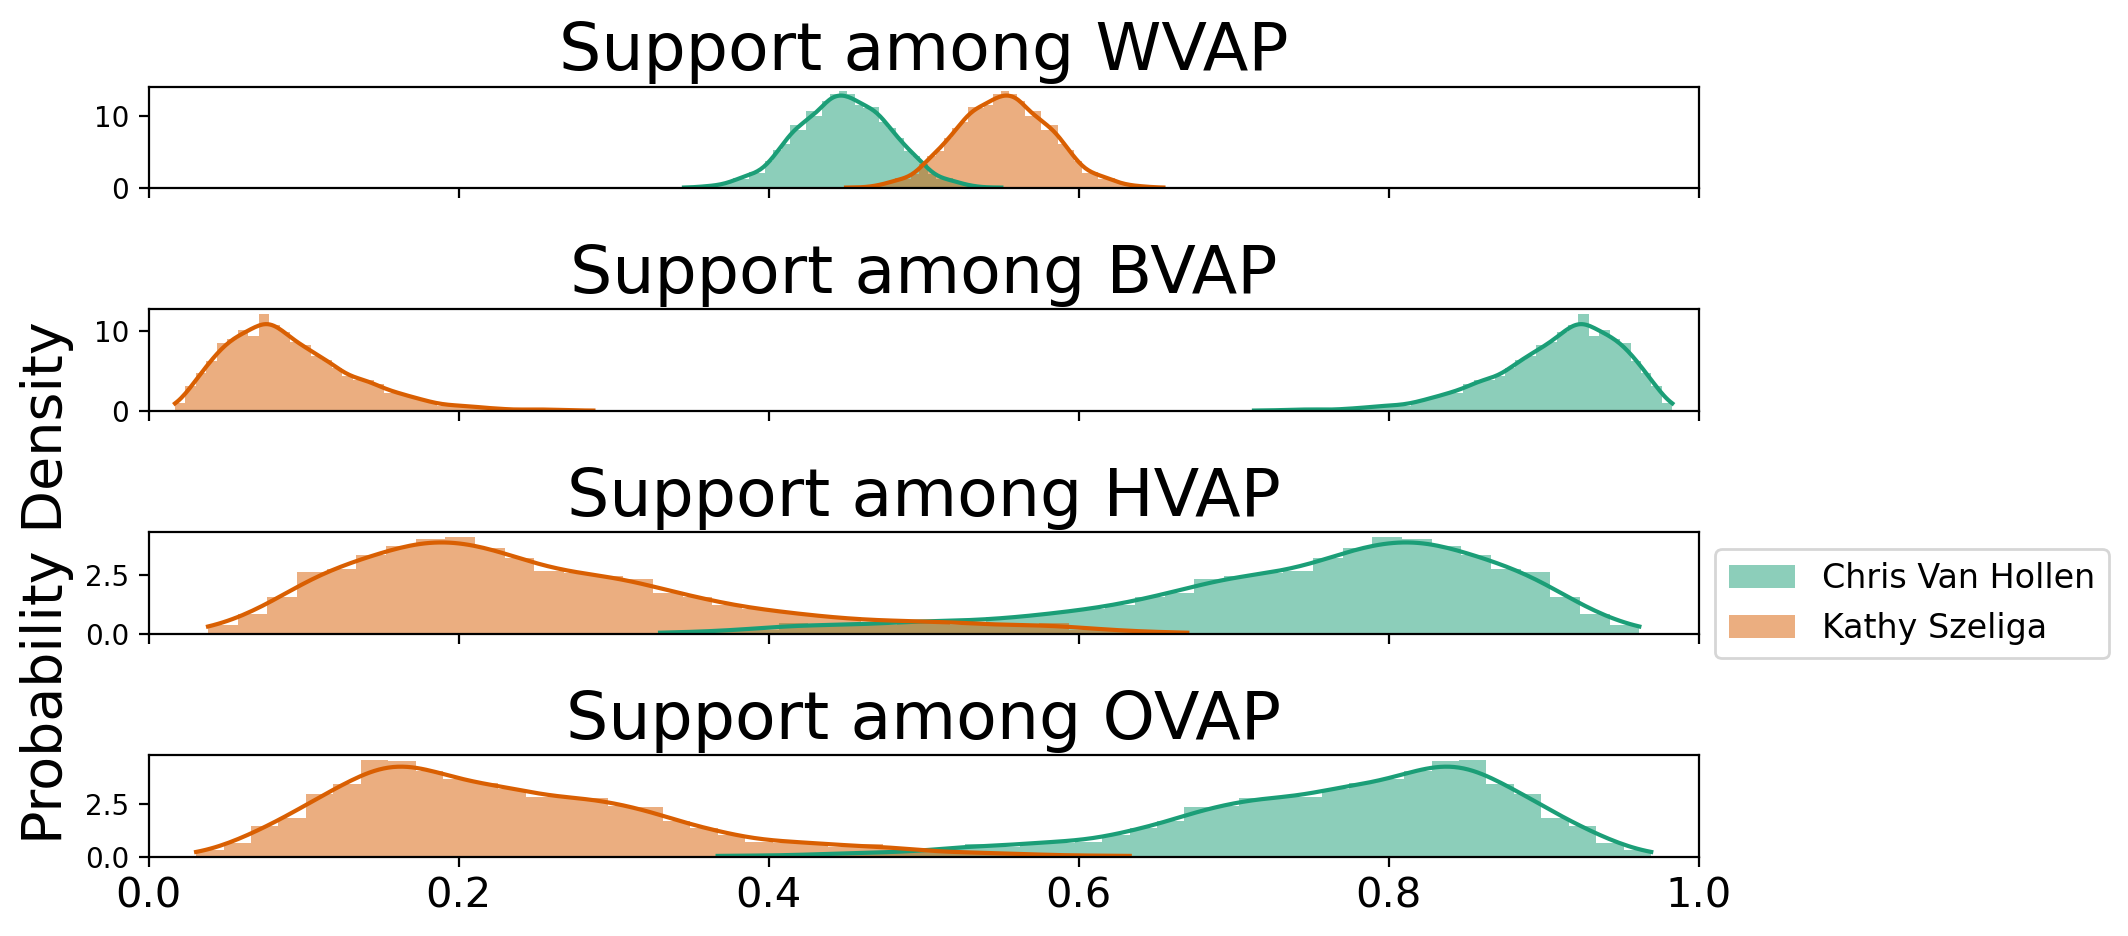 Support among WVAP
10
0
Support among BVAP
10
0
Support among HVAP
2.5
0.0
Support among OVAP
2.5
0.0
0.0 0.2 0.4 0.6 0.8 1.0
Probability Density
Chris Van Hollen
Kathy Szeliga